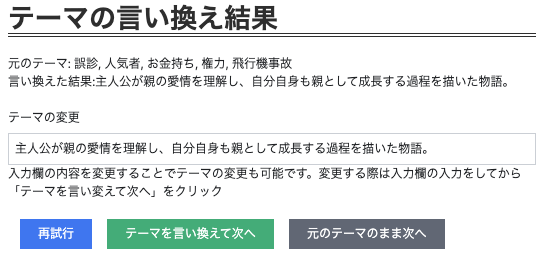 テーマの言い換え結果
元のテーマ: 誤診, 人気者, お金持ち, 権力, 飛行機事故
言い換えた結果:主人公が親の愛情を理解し、自分自身も親として成長する過程を描いた物語。
テーマの変更
主人公が親の愛情を理解し、自分自身も親として成長する過程を描いた物語。
入力欄の内容を変更することでテーマの変更も可能です。変更する際は入力欄の入力をしてから
「テーマを言い変えて次へ」をクリック
再試行 テーマを言い換えて次へ 元のテーマのまま次へ